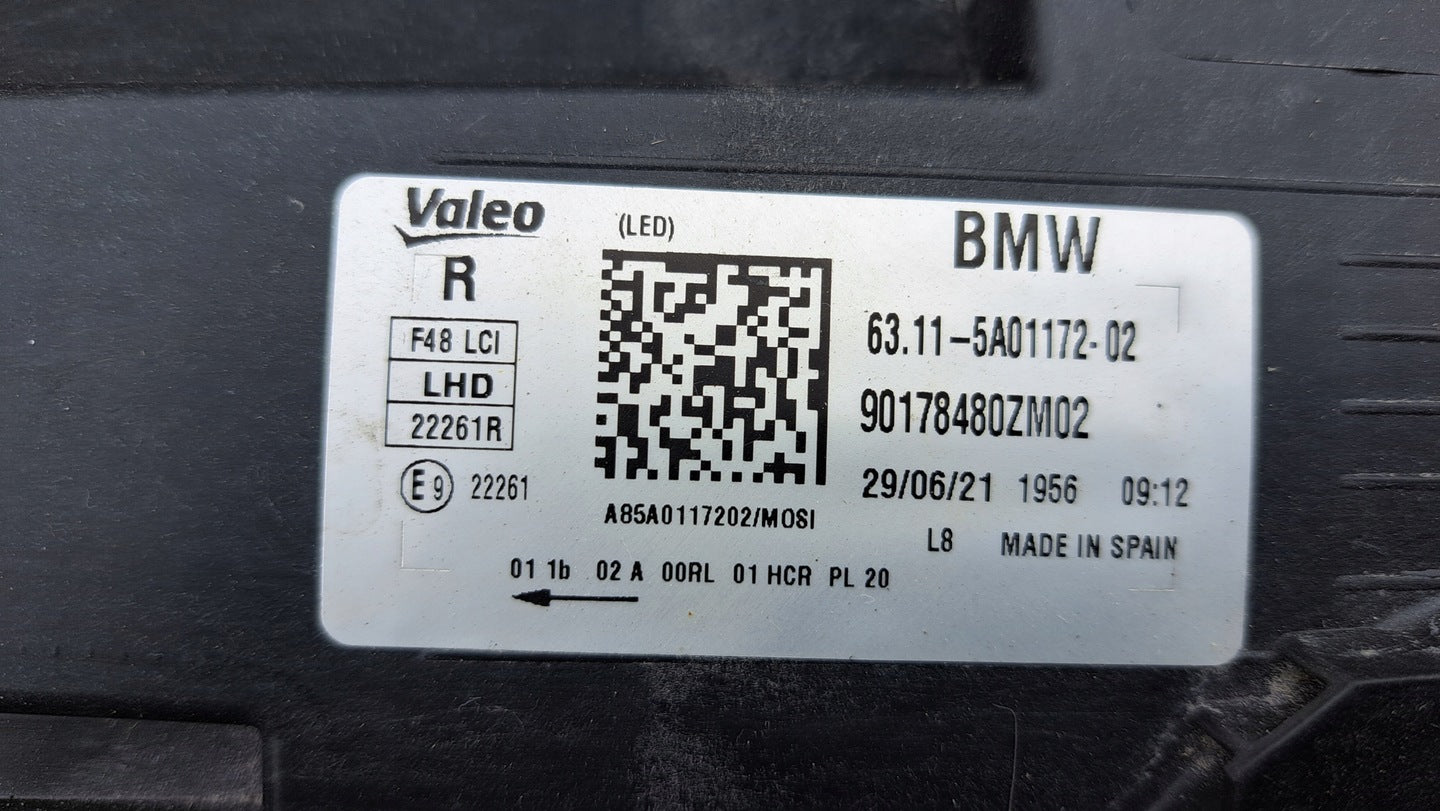 Valeo
R
F48 LCI
LHD
22261R
E9 22261
(LED)
A85A0117202/MOSI
BMW
63.11-5A01172-02
90178480ZM02
29/06/21 1956 09:12
L8 MADE IN SPAIN
01 1b 02 A 00RL 01 HCR PL 20